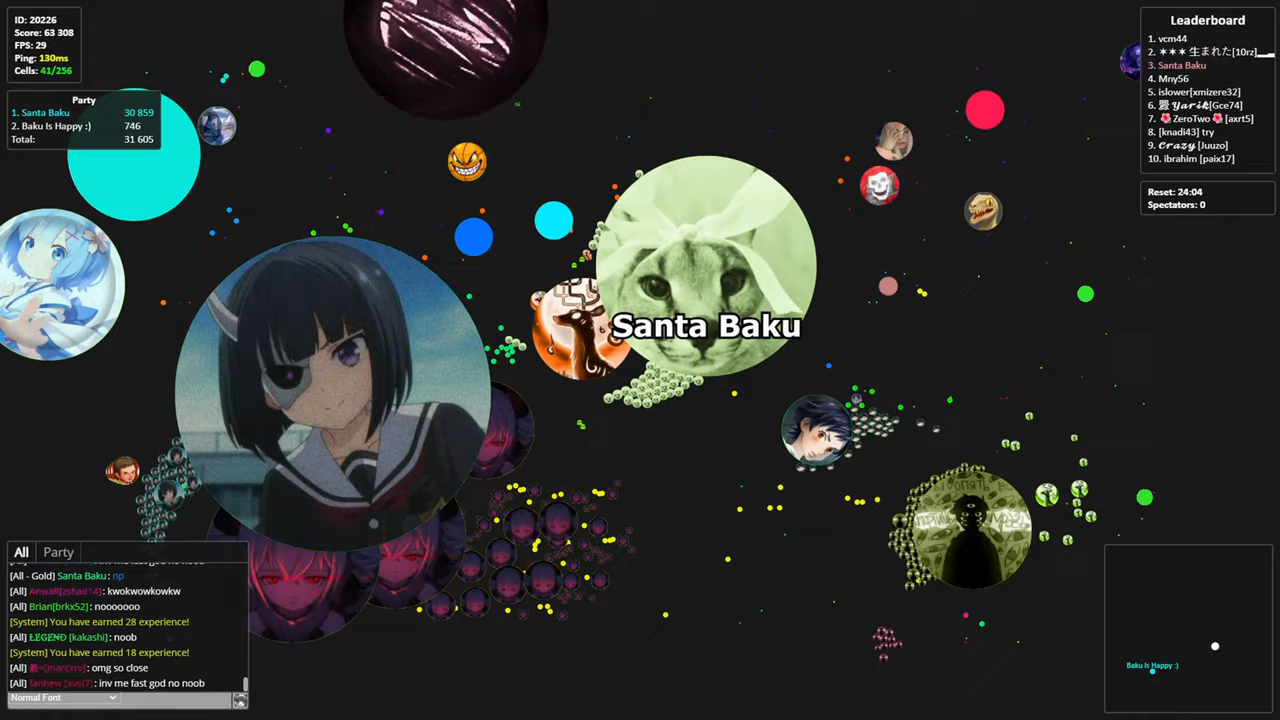 ID: 20226
Score: 63 308
FPS: 29
Ping: 130ms
Cells: 41/256
Party
1. Santa Baku 30 859
2. Baku Is Happy :) 746
Total: 31 605
Leaderboard
1. vcm44
2. ✶✶✶ 生まれた[10rz]
3. Santa Baku
4. Mny56
5. islower[xmizere32]
6. 𝔂𝓪𝓻𝓲𝓴[Gce74]
7. 🌺ZeroTwo🌺[axrt5]
8. [knadi43] try
9. 𝓒𝓻𝓪𝔃𝔂[Juuzo]
10. ibrahim [paix17]
Reset: 24:04
Spectators: 0
Santa Baku
All Party
[All - Gold] Santa Baku: np
[All] AnwaR[zshad14]: kwokwowkowkw
[All] Brian[brkx52]: nooooooo
[System] You have earned 28 experience!
[All] ŁEGEND [kakashi]: noob
[System] You have earned 18 experience!
[All] [marcxrv]: omg so close
[All] fanhew [xvoi7]: inv me fast god no noob
Normal Font
Baku Is Happy :)